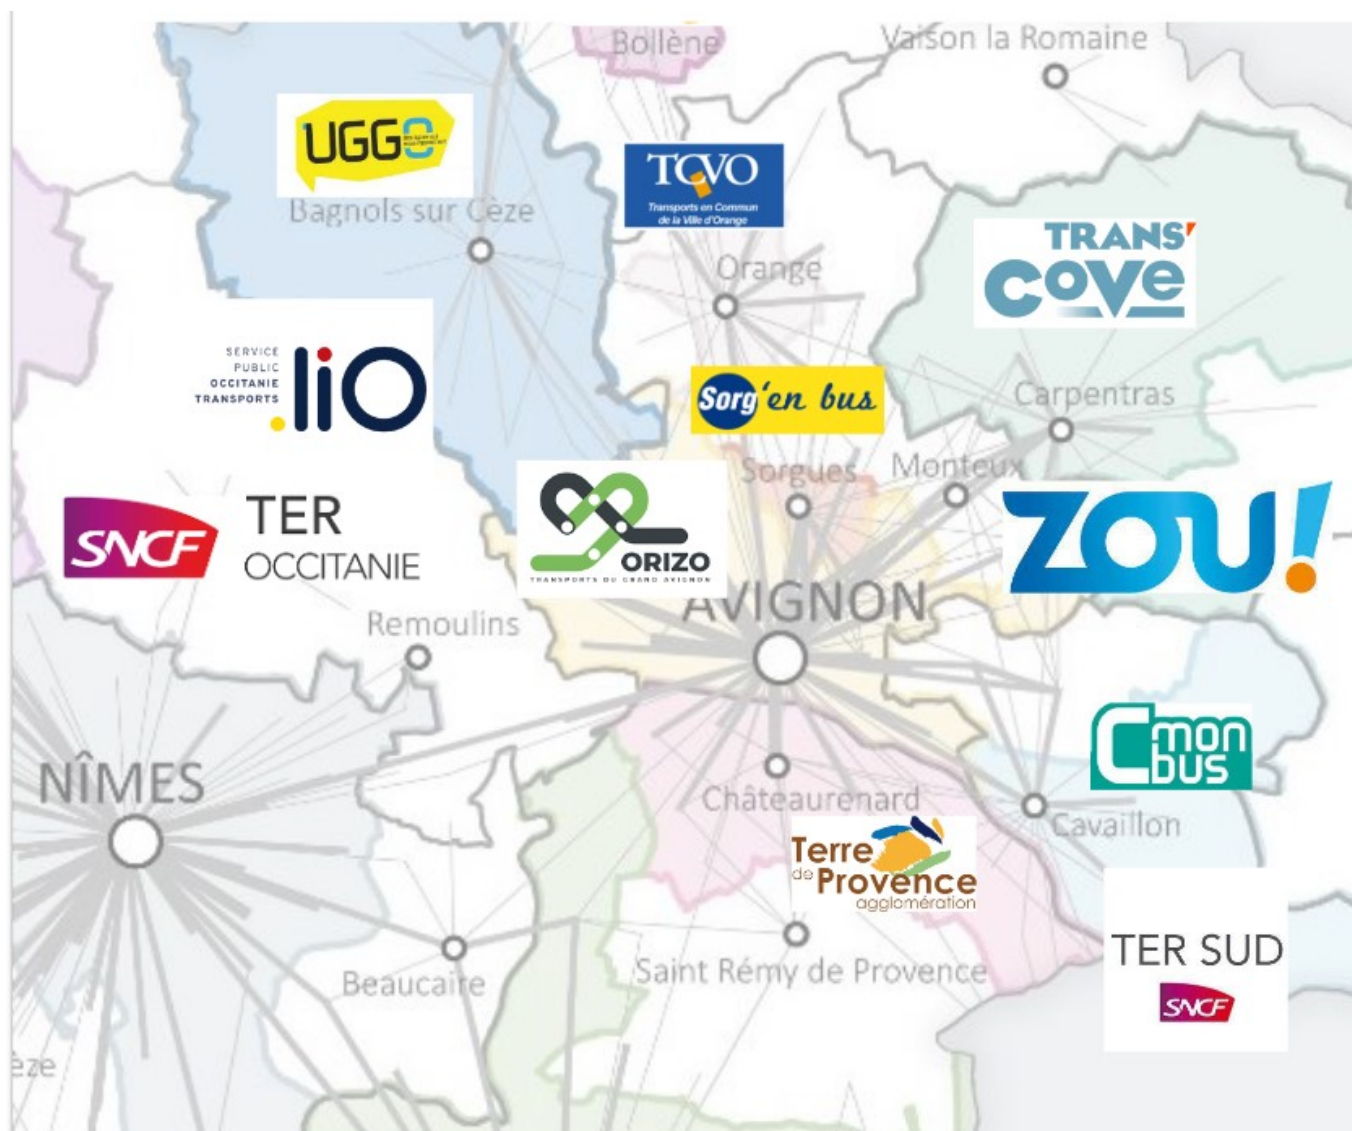 Bollène
Vaison la Romaine
UGGO
TCVO
Transports en Commun
de la Ville d'Orange
Bagnols sur Cèze
TRANS'
COVE
Orange
SERVICE
PUBLIC
OCCITANIE
TRANSPORTS
.liO
Sorg'en bus
Carpentras
Sorgues
Monteux
SNCF
TER
OCCITANIE
ORIZO
TRANSPORTS DU GRAND AVIGNON
ZOU!
AVIGNON
Remoulins
Cmon
bus
NÎMES
Châteaurenard
Cavaillon
Terre
de Provence
agglomération
TER SUD
SNCF
Beaucaire
Saint Rémy de Provence
èze